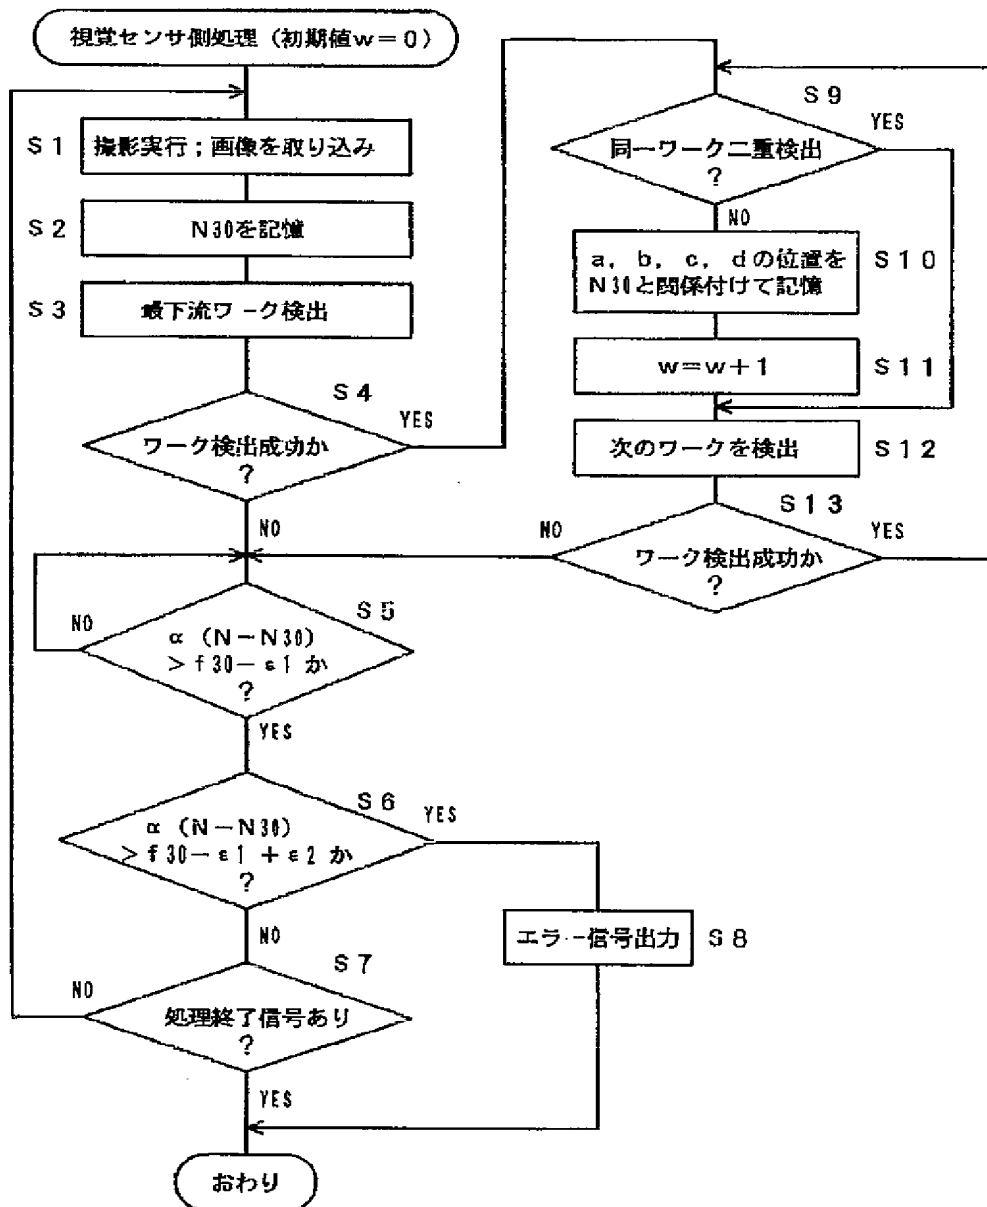 視覚センサ側処理（初期値w＝0）
S1
撮影実行；画像を取り込み
S2
N30を記憶
S3
最下流ワーク検出
S4
YES
ワーク検出成功か
？
NO
S5
NO
α（N－N30）
＞f30－ε1 か
？
YES
S6
YES
α（N－N30）
＞f30－ε1＋ε2 か
？
NO
エラー信号出力
S8
S7
NO
処理終了信号あり
？
YES
おわり
S9
YES
同一ワーク二重検出
？
NO
a，b，c，dの位置を
N30と関係付けて記憶
S10
w＝w＋1
S11
次のワークを検出
S12
S13
NO
YES
ワーク検出成功か
？